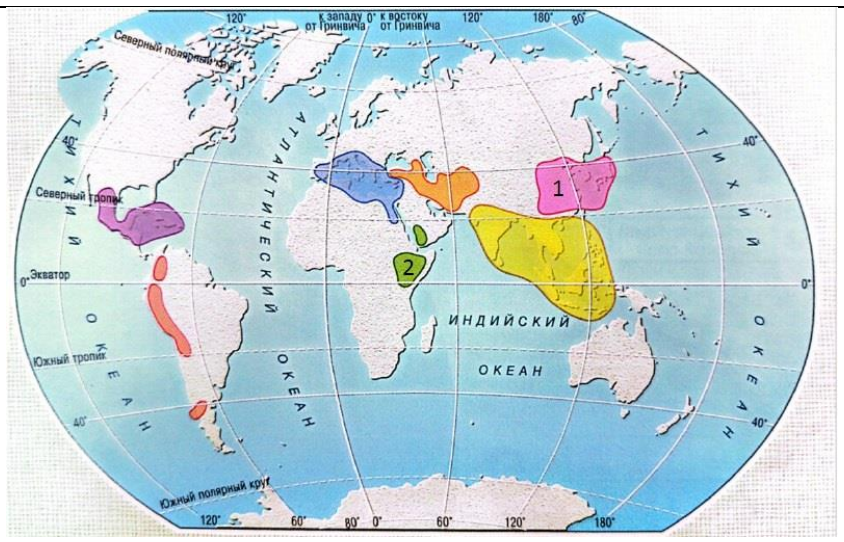 120° к западу 0° к востоку 120° 180° 80°
от Гринвича от Гринвича
Северный полярный круг
ТИХИЙ
АТЛАНТИЧЕСКИЙ
ТИХИЙ
40° 40°
1
Северный тропик
2
0° Экватор 0°
ИНДИЙСКИЙ
ОКЕАН
ОКЕАН
ОКЕАН
ОКЕАН
Южный тропик
40° 40°
Южный полярный круг
120° 60° 80° 0° 60° 120° 180°